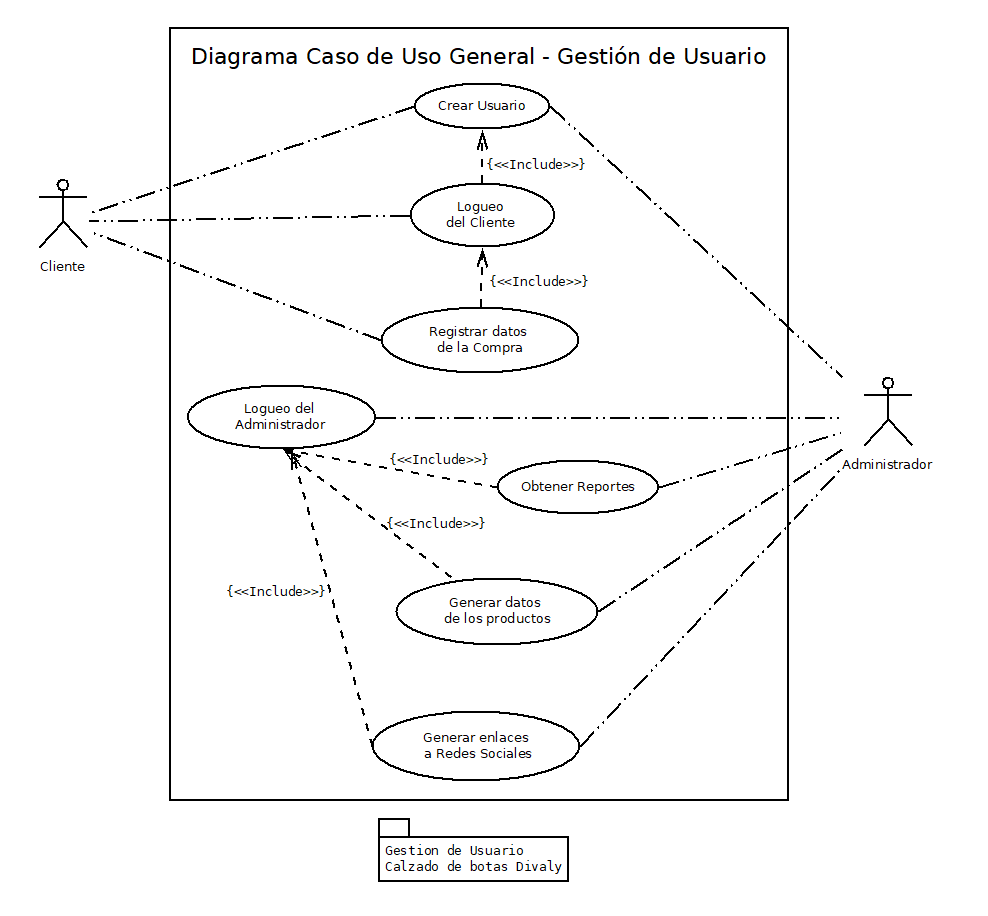 Diagrama Caso de Uso General - Gestión de Usuario
Crear Usuario
{<<Include>>}
Logueo
del Cliente
Cliente
{<<Include>>}
Registrar datos
de la Compra
Logueo del
Administrador
Administrador
{<<Include>>}
Obtener Reportes
{<<Include>>}
{<<Include>>}
Generar datos
de los productos
Generar enlaces
a Redes Sociales
Gestion de Usuario
Calzado de botas Divaly